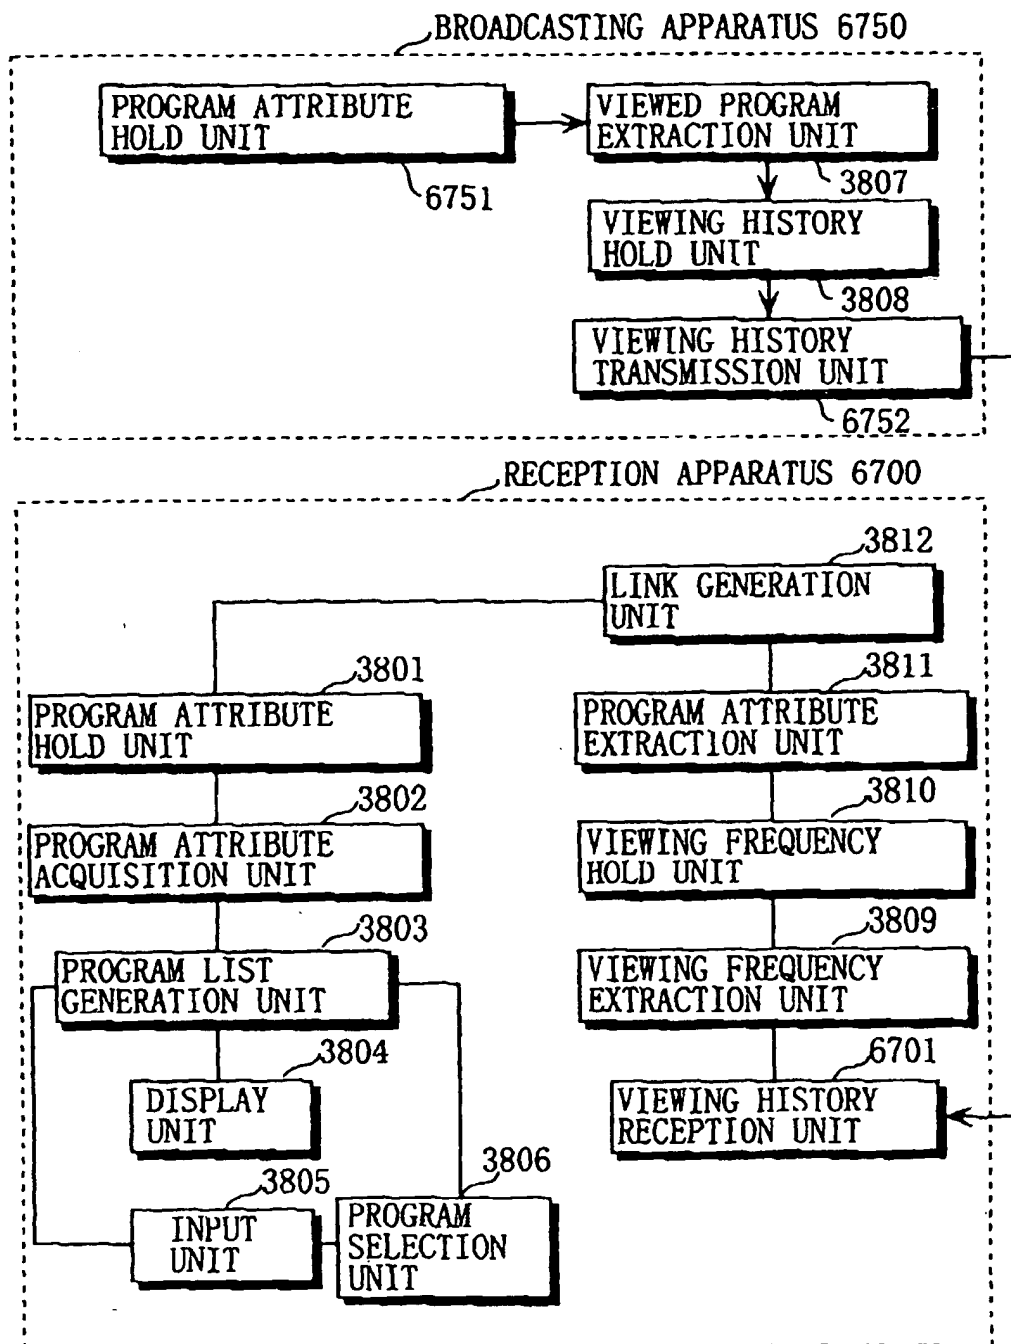 BROADCASTING APPARATUS 6750
PROGRAM ATTRIBUTE
HOLD UNIT
6751
VIEWED PROGRAM
EXTRACTION UNIT
3807
VIEWING HISTORY
HOLD UNIT
3808
VIEWING HISTORY
TRANSMISSION UNIT
6752
RECEPTION APPARATUS 6700
3812
LINK GENERATION
UNIT
3801
PROGRAM ATTRIBUTE
HOLD UNIT
3811
PROGRAM ATTRIBUTE
EXTRACTION UNIT
3802
PROGRAM ATTRIBUTE
ACQUISITION UNIT
3810
VIEWING FREQUENCY
HOLD UNIT
3803
PROGRAM LIST
GENERATION UNIT
3809
VIEWING FREQUENCY
EXTRACTION UNIT
3804
DISPLAY
UNIT
6701
VIEWING HISTORY
RECEPTION UNIT
3805
INPUT
UNIT
3806
PROGRAM
SELECTION
UNIT